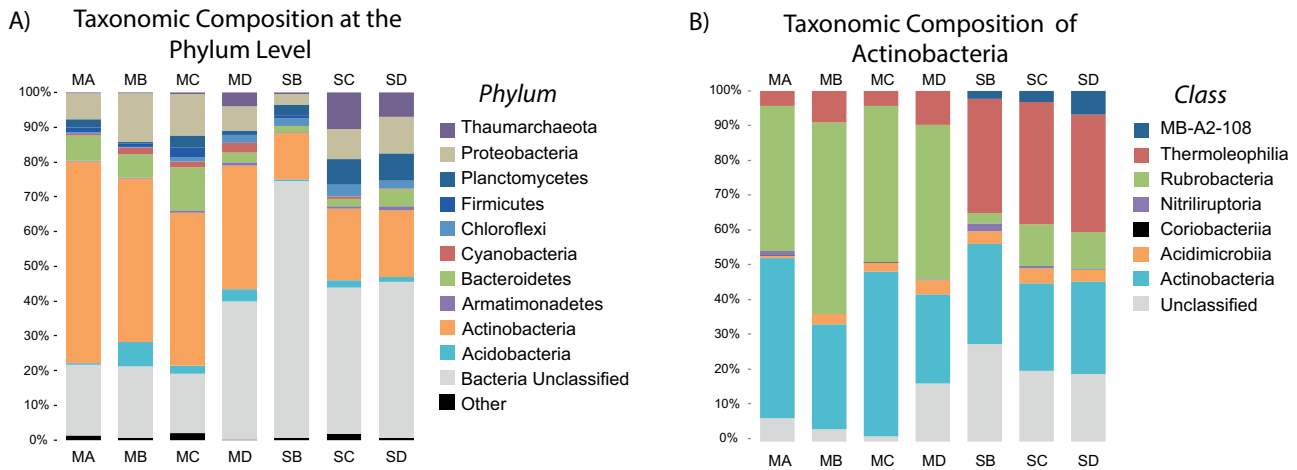 A)
Taxonomic Composition at the
Phylum Level
MA MB MC MD SB SC SD
100%
90%
80%
70%
60%
50%
40%
30%
20%
10%
0%
MA MB MC MD SB SC SD
Phylum
Thaumarchaeota
Proteobacteria
Planctomycetes
Firmicutes
Chloroflexi
Cyanobacteria
Bacteroidetes
Armatimonadetes
Actinobacteria
Acidobacteria
Bacteria Unclassified
Other
B)
Taxonomic Composition of
Actinobacteria
MA MB MC MD SB SC SD
100%
90%
80%
70%
60%
50%
40%
30%
20%
10%
0%
MA MB MC MD SB SC SD
Class
MB-A2-108
Thermoleophilia
Rubrobacteria
Nitriliruptoria
Coriobacteriia
Acidimicrobiia
Actinobacteria
Unclassified